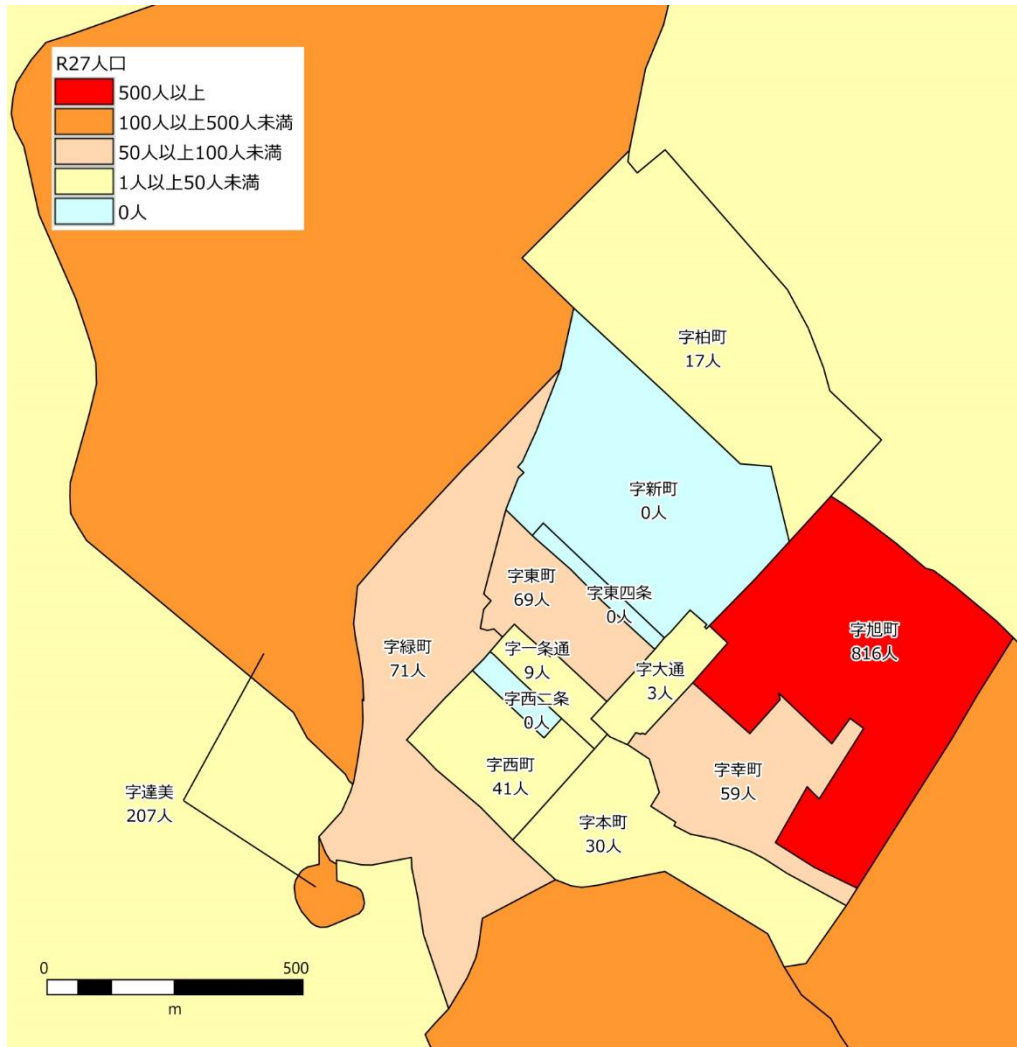 R27人口
500人以上
100人以上500人未満
50人以上100人未満
1人以上50人未満
0人
字柏町
17人
字新町
0人
字東町
69人
字東四条
0人
字旭町
816人
字緑町
71人
字一条通
9人
字大通
3人
字西二条
0人
字西町
41人
字幸町
59人
字達美
207人
字本町
30人
0
500
m